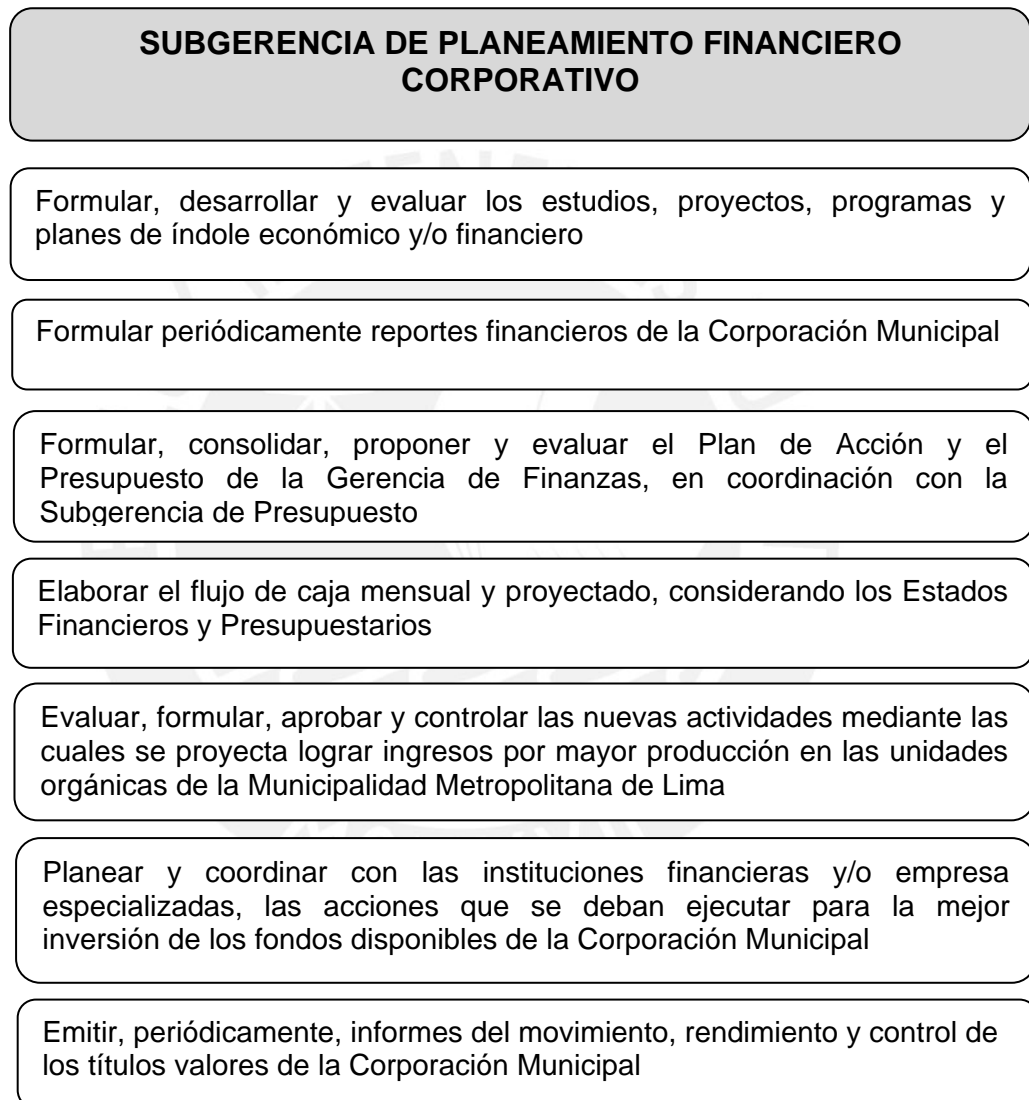 SUBGERENCIA DE PLANEAMIENTO FINANCIERO
CORPORATIVO
Formular, desarrollar y evaluar los estudios, proyectos, programas y
planes de índole económico y/o financiero
Formular periódicamente reportes financieros de la Corporación Municipal
Formular, consolidar, proponer y evaluar el Plan de Acción y el
Presupuesto de la Gerencia de Finanzas, en coordinación con la
Subgerencia de Presupuesto
Elaborar el flujo de caja mensual y proyectado, considerando los Estados
Financieros y Presupuestarios
Evaluar, formular, aprobar y controlar las nuevas actividades mediante las
cuales se proyecta lograr ingresos por mayor producción en las unidades
orgánicas de la Municipalidad Metropolitana de Lima
Planear y coordinar con las instituciones financieras y/o empresa
especializadas, las acciones que se deban ejecutar para la mejor
inversión de los fondos disponibles de la Corporación Municipal
Emitir, periódicamente, informes del movimiento, rendimiento y control de
los títulos valores de la Corporación Municipal